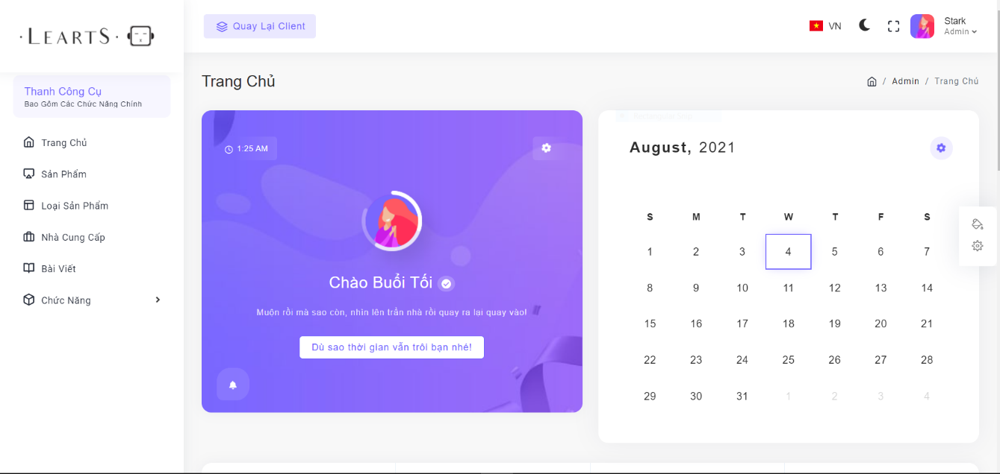 · LEARTS ·
Quay Lại Client
VN
Stark
Admin
Thanh Công Cụ
Bao Gồm Các Chức Năng Chính
Trang Chủ
Sản Phẩm
Loại Sản Phẩm
Nhà Cung Cấp
Bài Viết
Chức Năng
Trang Chủ
/ Admin / Trang Chủ
1:25 AM
Chào Buổi Tối
Muộn rồi mà sao còn, nhìn lên trần nhà rồi quay ra lại quay vào!
Dù sao thời gian vẫn trôi bạn nhé!
August, 2021
S M T W T F S
1 2 3 4 5 6 7
8 9 10 11 12 13 14
15 16 17 18 19 20 21
22 23 24 25 26 27 28
29 30 31 1 2 3 4